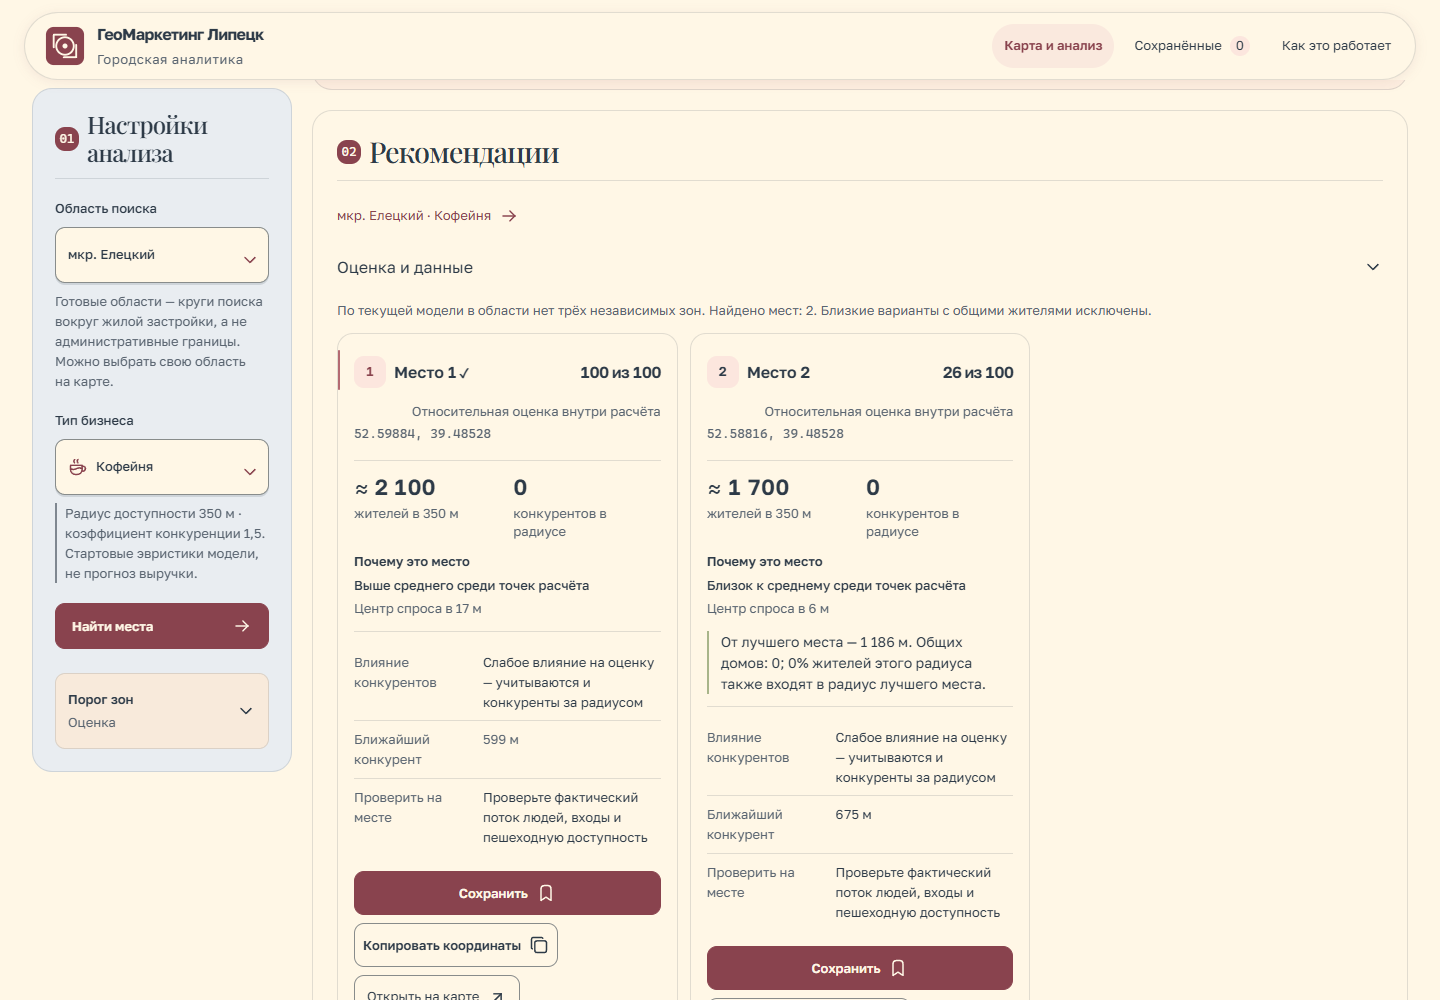 ГеоМаркетинг Липецк
Городская аналитика
Карта и анализ
Сохранённые 0
Как это работает
01 Настройки
анализа
Область поиска
мкр. Елецкий
Готовые области — круги поиска
вокруг жилой застройки, а не
административные границы.
Можно выбрать свою область
на карте.
Тип бизнеса
Кофейня
Радиус доступности 350 м ·
коэффициент конкуренции 1,5.
Стартовые эвристики модели,
не прогноз выручки.
Найти места
Порог зон
Оценка
02 Рекомендации
мкр. Елецкий · Кофейня
Оценка и данные
По текущей модели в области нет трёх независимых зон. Найдено мест: 2. Близкие варианты с общими жителями исключены.
1 Место 1 ✓ 100 из 100
Относительная оценка внутри расчёта
52.59884, 39.48528
≈ 2 100
жителей в 350 м
0
конкурентов в
радиусе
Почему это место
Выше среднего среди точек расчёта
Центр спроса в 17 м
Влияние
конкурентов
Слабое влияние на оценку
— учитываются и
конкуренты за радиусом
Ближайший
конкурент
599 м
Проверить на
месте
Проверьте фактический
поток людей, входы и
пешеходную доступность
Сохранить
Копировать координаты
Открыть на карте
2 Место 2 26 из 100
Относительная оценка внутри расчёта
52.58816, 39.48528
≈ 1 700
жителей в 350 м
0
конкурентов в
радиусе
Почему это место
Близок к среднему среди точек расчёта
Центр спроса в 6 м
От лучшего места — 1 186 м. Общих
домов: 0; 0% жителей этого радиуса
также входят в радиус лучшего места.
Влияние
конкурентов
Слабое влияние на оценку
— учитываются и
конкуренты за радиусом
Ближайший
конкурент
675 м
Проверить на
месте
Проверьте фактический
поток людей, входы и
пешеходную доступность
Сохранить